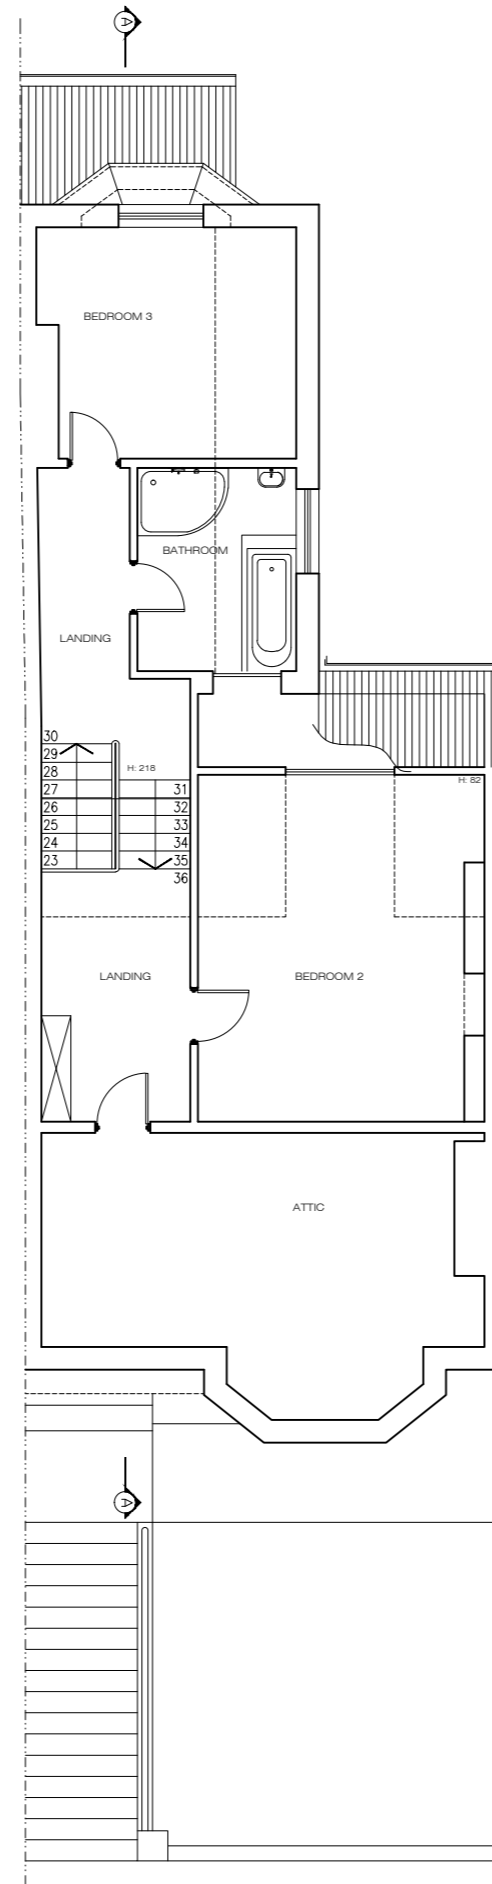 A
BEDROOM 3
BATHROOM
LANDING
30
29
28
27
26
25
24
23
H: 218
31
32
33
34
35
36
H: 82
LANDING
BEDROOM 2
ATTIC
A